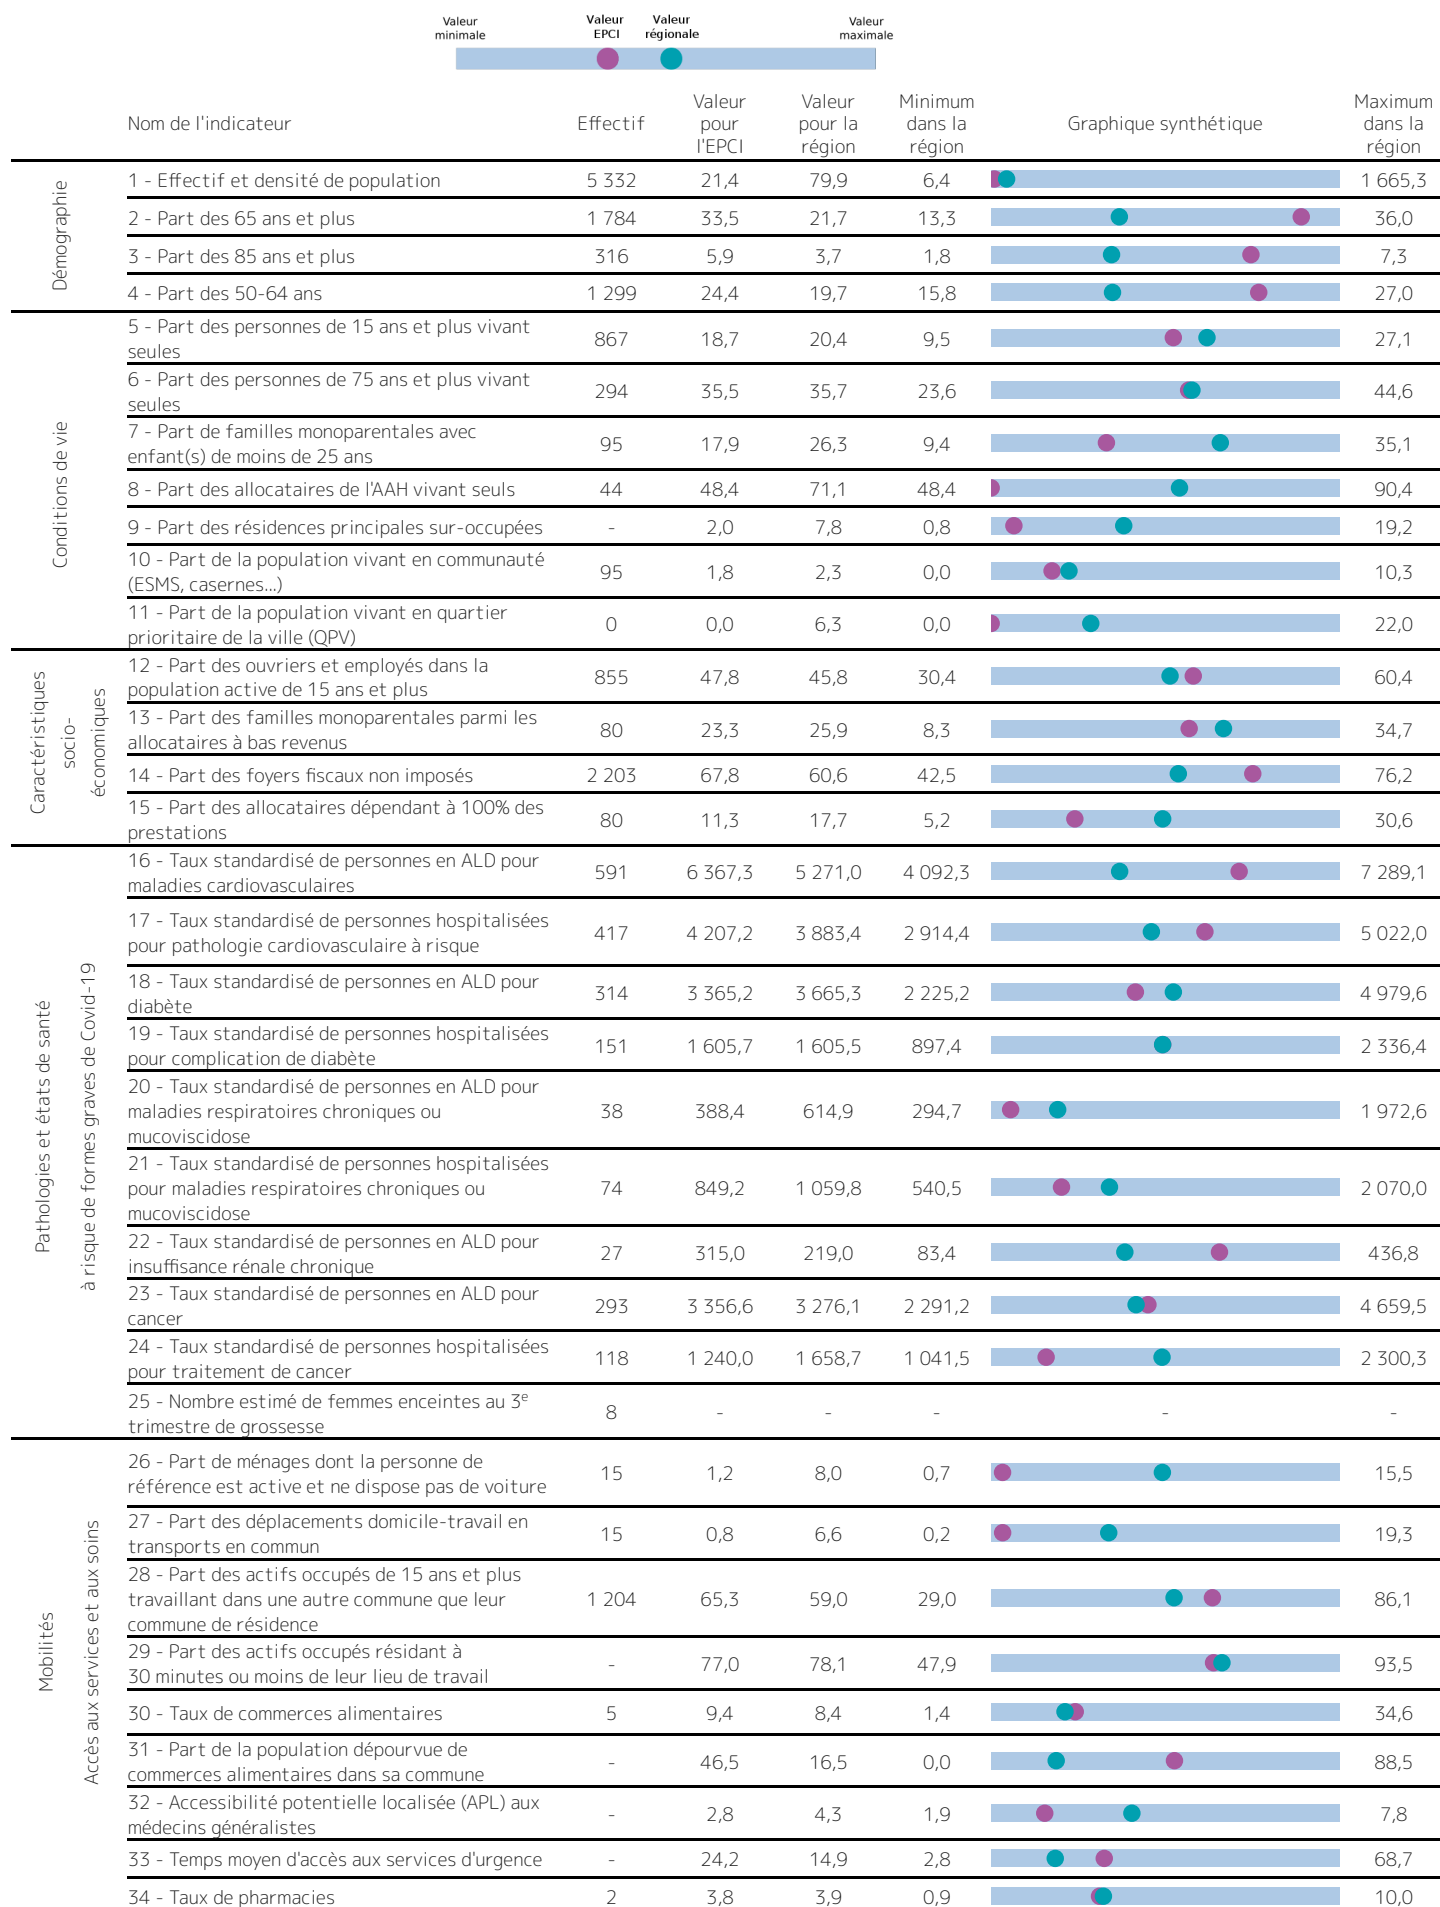 Valeur minimale
Valeur EPCI
Valeur régionale
Valeur maximale
Nom de l'indicateur
Effectif
Valeur pour l'EPCI
Valeur pour la région
Minimum dans la région
Graphique synthétique
Maximum dans la région
Démographie
1 - Effectif et densité de population 5 332 21,4 79,9 6,4 1 665,3
2 - Part des 65 ans et plus 1 784 33,5 21,7 13,3 36,0
3 - Part des 85 ans et plus 316 5,9 3,7 1,8 7,3
4 - Part des 50-64 ans 1 299 24,4 19,7 15,8 27,0
Conditions de vie
5 - Part des personnes de 15 ans et plus vivant
seules 867 18,7 20,4 9,5 27,1
6 - Part des personnes de 75 ans et plus vivant
seules 294 35,5 35,7 23,6 44,6
7 - Part de familles monoparentales avec
enfant(s) de moins de 25 ans 95 17,9 26,3 9,4 35,1
8 - Part des allocataires de l'AAH vivant seuls 44 48,4 71,1 48,4 90,4
9 - Part des résidences principales sur-occupées - 2,0 7,8 0,8 19,2
10 - Part de la population vivant en communauté
(ESMS, casernes...) 95 1,8 2,3 0,0 10,3
11 - Part de la population vivant en quartier
prioritaire de la ville (QPV) 0 0,0 6,3 0,0 22,0
Caractéristiques
socio-
économiques
12 - Part des ouvriers et employés dans la
population active de 15 ans et plus 855 47,8 45,8 30,4 60,4
13 - Part des familles monoparentales parmi les
allocataires à bas revenus 80 23,3 25,9 8,3 34,7
14 - Part des foyers fiscaux non imposés 2 203 67,8 60,6 42,5 76,2
15 - Part des allocataires dépendant à 100% des
prestations 80 11,3 17,7 5,2 30,6
Pathologies et états de santé
à risque de formes graves de Covid-19
16 - Taux standardisé de personnes en ALD pour
maladies cardiovasculaires 591 6 367,3 5 271,0 4 092,3 7 289,1
17 - Taux standardisé de personnes hospitalisées
pour pathologie cardiovasculaire à risque 417 4 207,2 3 883,4 2 914,4 5 022,0
18 - Taux standardisé de personnes en ALD pour
diabète 314 3 365,2 3 665,3 2 225,2 4 979,6
19 - Taux standardisé de personnes hospitalisées
pour complication de diabète 151 1 605,7 1 605,5 897,4 2 336,4
20 - Taux standardisé de personnes en ALD pour
maladies respiratoires chroniques ou 38 388,4 614,9 294,7 1 972,6
mucoviscidose
21 - Taux standardisé de personnes hospitalisées
pour maladies respiratoires chroniques ou 74 849,2 1 059,8 540,5 2 070,0
mucoviscidose
22 - Taux standardisé de personnes en ALD pour
insuffisance rénale chronique 27 315,0 219,0 83,4 436,8
23 - Taux standardisé de personnes en ALD pour
cancer 293 3 356,6 3 276,1 2 291,2 4 659,5
24 - Taux standardisé de personnes hospitalisées
pour traitement de cancer 118 1 240,0 1 658,7 1 041,5 2 300,3
25 - Nombre estimé de femmes enceintes au 3e
trimestre de grossesse 8 - - - - -
Mobilités
Accès aux services et aux soins
26 - Part de ménages dont la personne de
référence est active et ne dispose pas de voiture 15 1,2 8,0 0,7 15,5
27 - Part des déplacements domicile-travail en
transports en commun 15 0,8 6,6 0,2 19,3
28 - Part des actifs occupés de 15 ans et plus
travaillant dans une autre commune que leur 1 204 65,3 59,0 29,0 86,1
commune de résidence
29 - Part des actifs occupés résidant à
30 minutes ou moins de leur lieu de travail - 77,0 78,1 47,9 93,5
30 - Taux de commerces alimentaires 5 9,4 8,4 1,4 34,6
31 - Part de la population dépourvue de
commerces alimentaires dans sa commune - 46,5 16,5 0,0 88,5
32 - Accessibilité potentielle localisée (APL) aux
médecins généralistes - 2,8 4,3 1,9 7,8
33 - Temps moyen d'accès aux services d'urgence - 24,2 14,9 2,8 68,7
34 - Taux de pharmacies 2 3,8 3,9 0,9 10,0